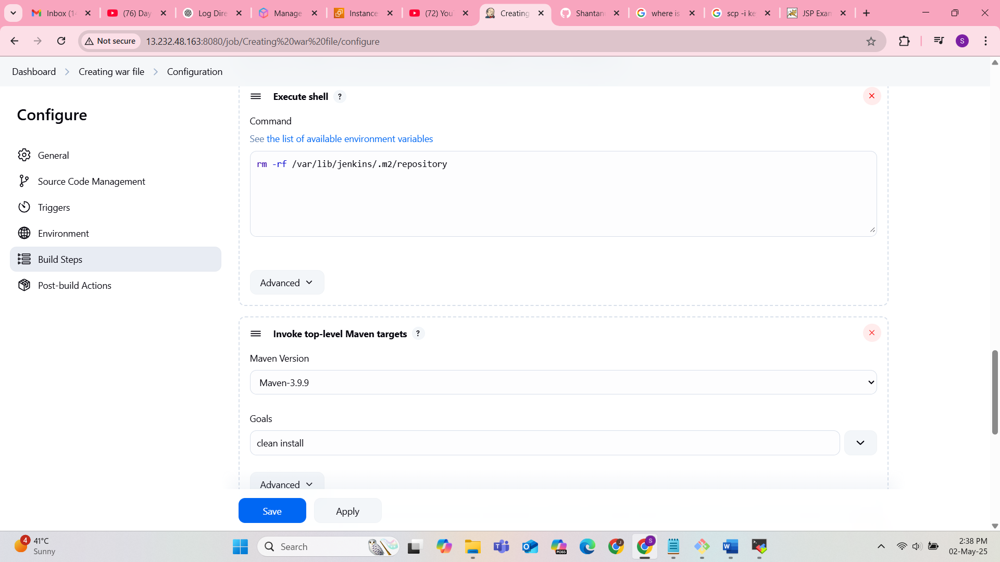 Inbox (14
(76) Day
Log Dire
Manage
Instance
(72) You
Creating
Shantan
where is
scp -i ke
JSP Exam
Not secure
13.232.48.163:8080/job/Creating%20war%20file/configure
S
Dashboard
Creating war file
Configuration
Configure
General
Source Code Management
Triggers
Environment
Build Steps
Post-build Actions
Execute shell ?
Command
See the list of available environment variables
rm -rf /var/lib/jenkins/.m2/repository
Advanced
Invoke top-level Maven targets ?
Maven Version
Maven-3.9.9
Goals
clean install
Advanced
Save
Apply
4
41°C
Sunny
Search
M365
J
S
2:38 PM
02-May-25